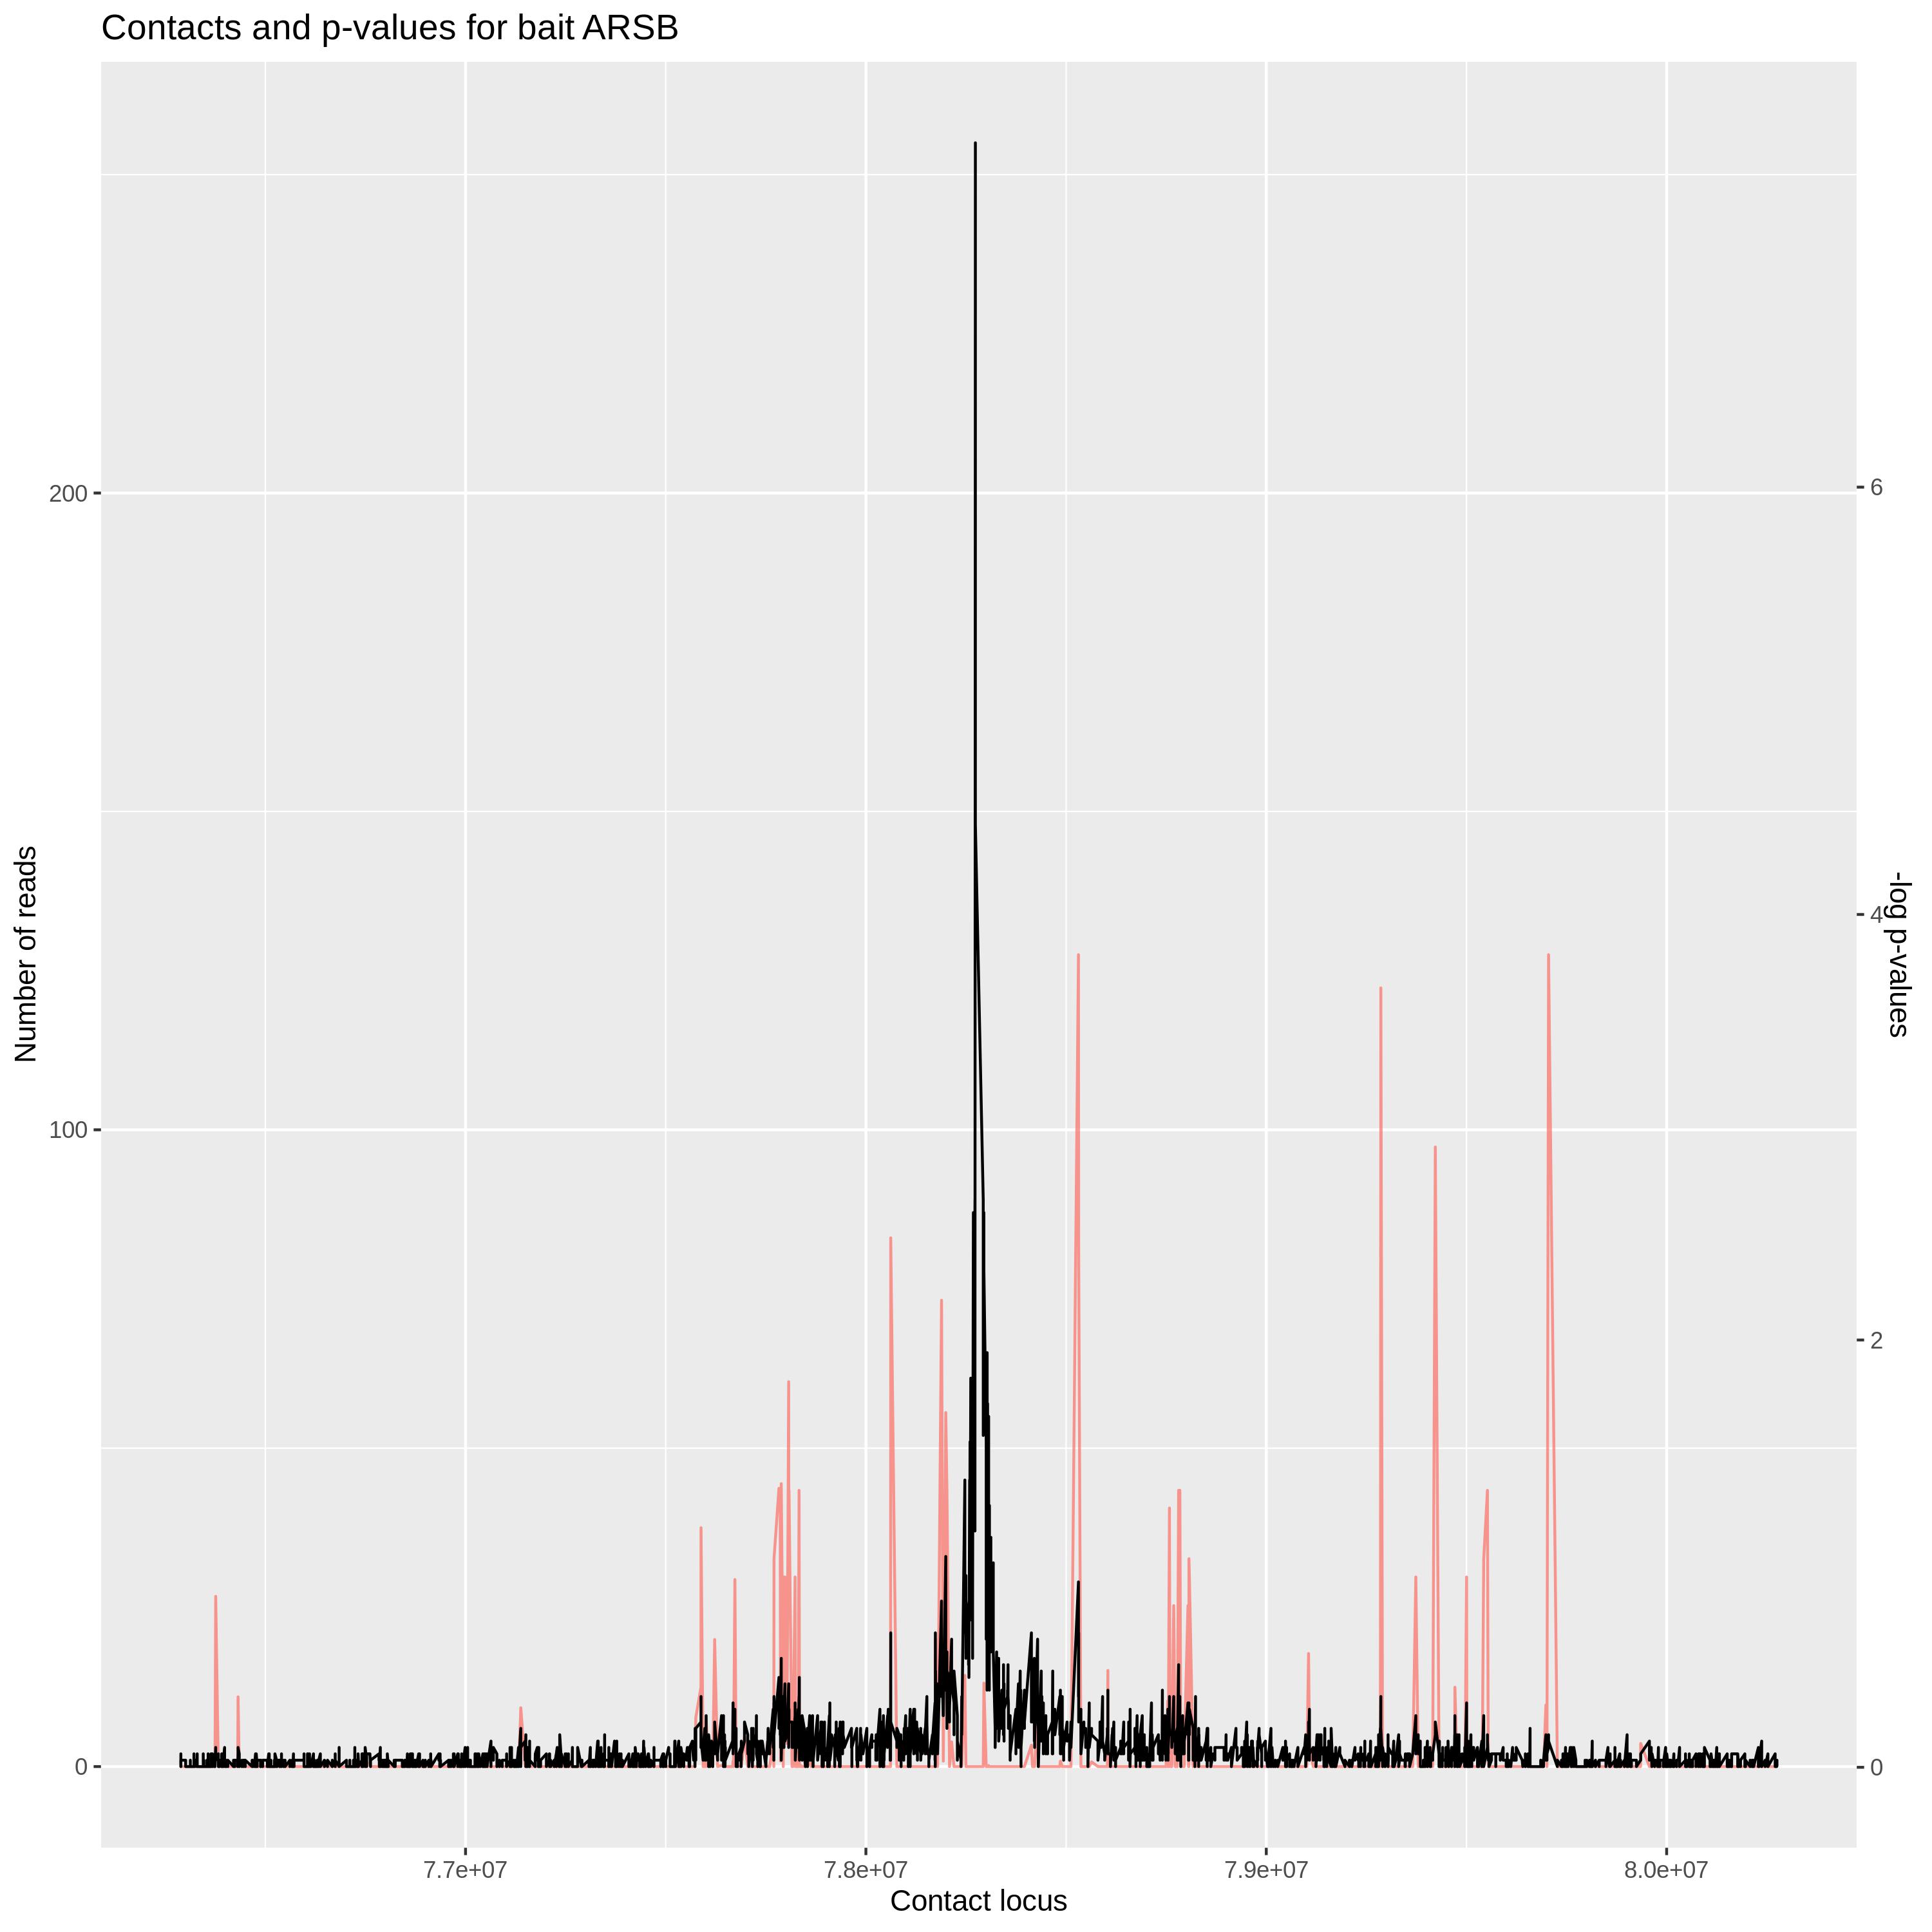 Contacts and p-values for bait ARSB
Number of reads
200
100
0
6
4
2
0
-log p-values
7.7e+07
7.8e+07
7.9e+07
8.0e+07
Contact locus